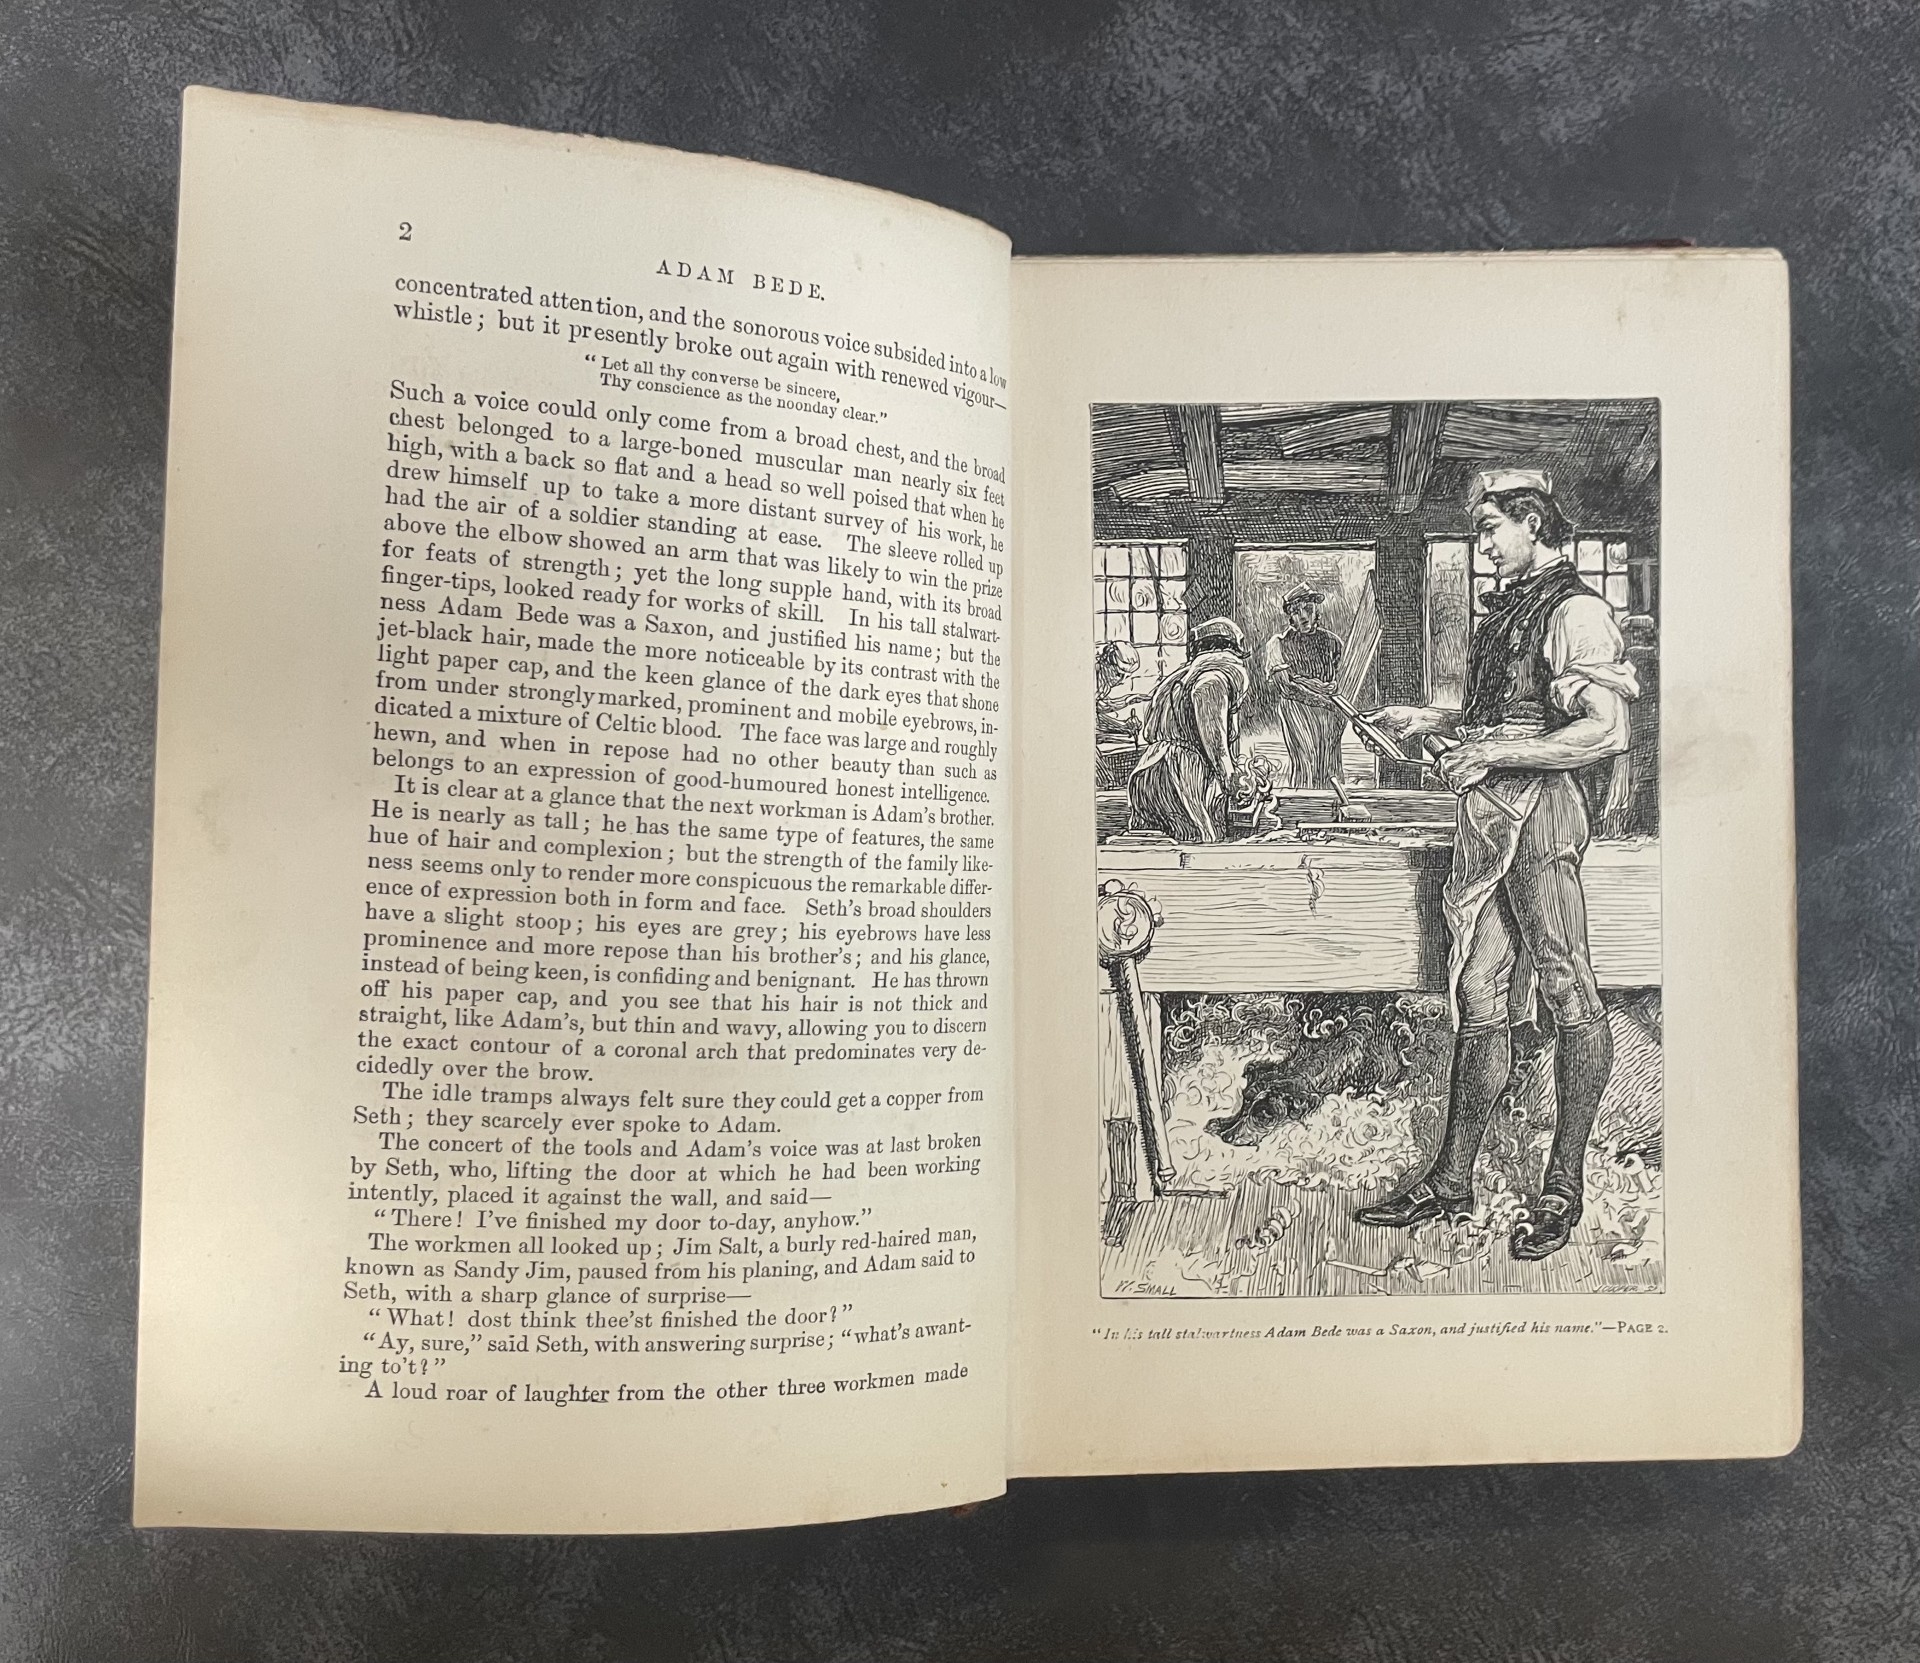 2
ADAM BEDE.
concentrated attention, and the sonorous voice subsided into a low
whistle; but it presently broke out again with renewed vigour—
“Let all thy converse be sincere,
Thy conscience as the noonday clear.”
Such a voice could only come from a broad chest, and the broad
chest belonged to a large-boned muscular man nearly six feet
high, with a back so flat and a head so well poised that when he
drew himself up to take a more distant survey of his work, he
had the air of a soldier standing at ease. The sleeve rolled up
above the elbow showed an arm that was likely to win the prize
for feats of strength; yet the long supple hand, with its broad
finger-tips, looked ready for works of skill. In his tall stalwart-
ness Adam Bede was a Saxon, and justified his name; but the
jet-black hair, made the more noticeable by its contrast with the
light paper cap, and the keen glance of the dark eyes that shone
from under strongly marked, prominent and mobile eyebrows, in-
dicated a mixture of Celtic blood. The face was large and roughly
hewn, and when in repose had no other beauty than such as
belongs to an expression of good-humoured honest intelligence.
It is clear at a glance that the next workman is Adam's brother.
He is nearly as tall; he has the same type of features, the same
hue of hair and complexion; but the strength of the family like-
ness seems only to render more conspicuous the remarkable differ-
ence of expression both in form and face. Seth's broad shoulders
have a slight stoop; his eyes are grey; his eyebrows have less
prominence and more repose than his brother's; and his glance,
instead of being keen, is confiding and benignant. He has thrown
off his paper cap, and you see that his hair is not thick and
straight, like Adam's, but thin and wavy, allowing you to discern
the exact contour of a coronal arch that predominates very de-
cidedly over the brow.
The idle tramps always felt sure they could get a copper from
Seth; they scarcely ever spoke to Adam.
The concert of the tools and Adam's voice was at last broken
by Seth, who, lifting the door at which he had been working
intently, placed it against the wall, and said—
“There! I've finished my door to-day, anyhow.”
The workmen all looked up; Jim Salt, a burly red-haired man,
known as Sandy Jim, paused from his planing, and Adam said to
Seth, with a sharp glance of surprise—
“What! dost think thee'st finished the door?”
“Ay, sure,” said Seth, with answering surprise; “what's awant-
ing to't?”
A loud roar of laughter from the other three workmen made
W. SMALL
“In his tall stalwartness Adam Bede was a Saxon, and justified his name.”—PAGE 2.